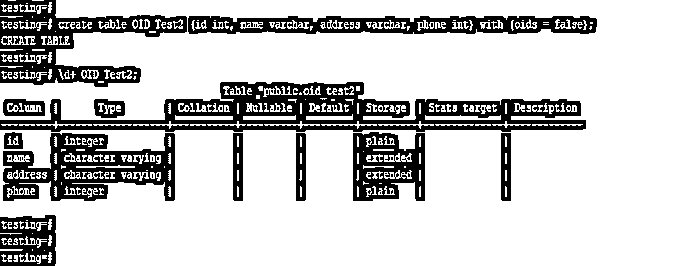 testing=#
testing=# create table OID_Test2 (id int, name varchar, address varchar, phone int) with (oids = false);
CREATE TABLE
testing=#
testing=# \d+ OID_Test2;
Table "public.oid_test2"
Column | Type | Collation | Nullable | Default | Storage | Stats target | Description
id | integer | | | | plain | |
name | character varying | | | | extended | |
address | character varying | | | | extended | |
phone | integer | | | | plain | |
testing=#
testing=#
testing=#